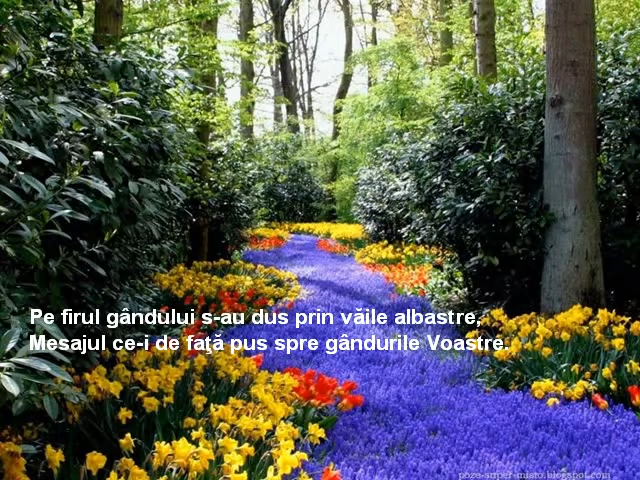 Pe firul gândului s-au dus prin văile albastre,
Mesajul ce-i de faţă pus spre gândurile Voastre.
poze-super-misto.blogspot.com